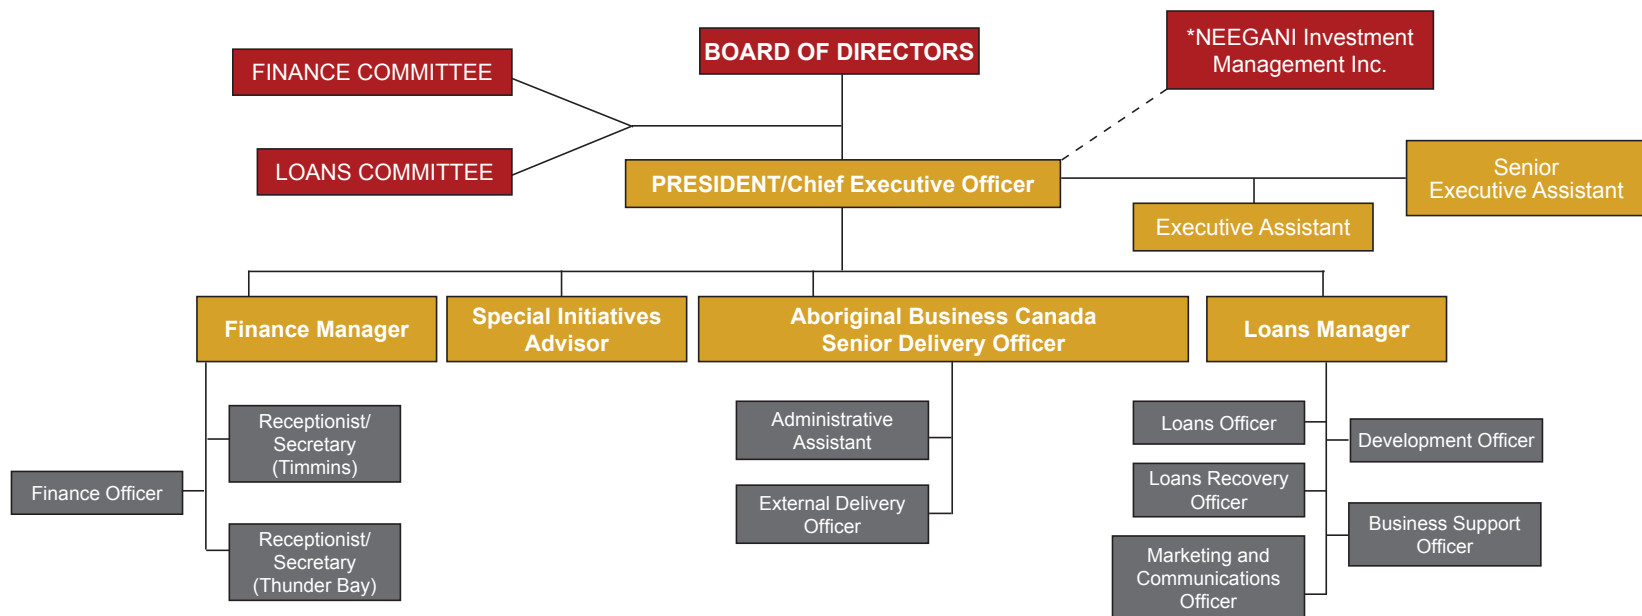 BOARD OF DIRECTORS
*NEEGANI Investment
Management Inc.
FINANCE COMMITTEE
LOANS COMMITTEE
PRESIDENT/Chief Executive Officer
Senior
Executive Assistant
Executive Assistant
Finance Manager
Special Initiatives
Advisor
Aboriginal Business Canada
Senior Delivery Officer
Loans Manager
Receptionist/
Secretary
(Timmins)
Finance Officer
Receptionist/
Secretary
(Thunder Bay)
Administrative
Assistant
External Delivery
Officer
Loans Officer
Development Officer
Loans Recovery
Officer
Business Support
Officer
Marketing and
Communications
Officer